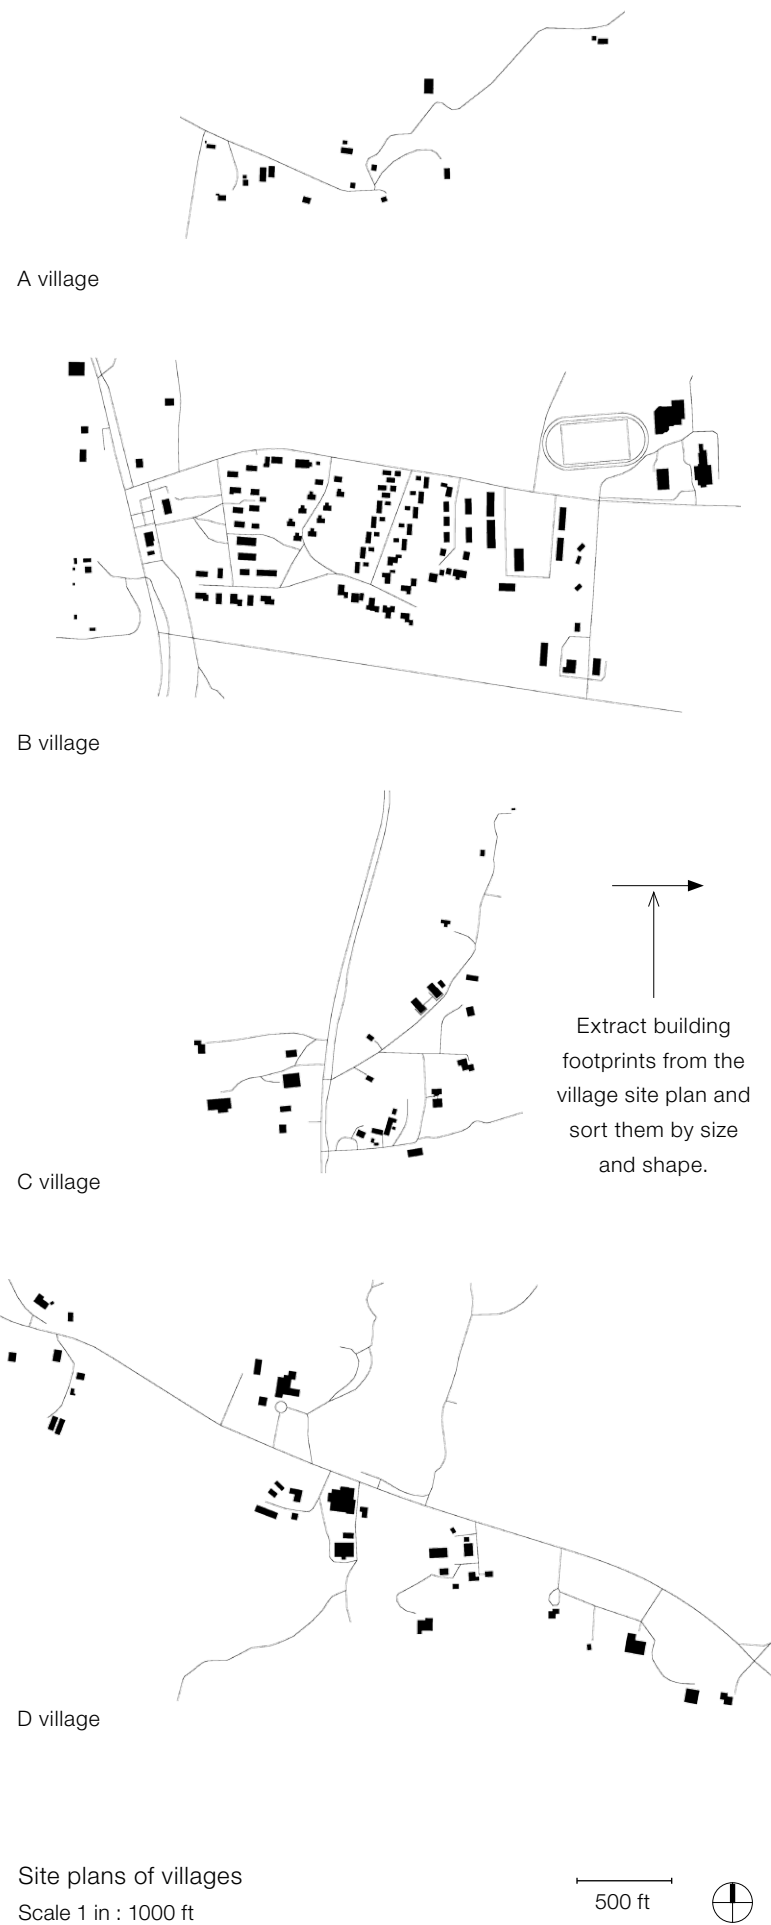 A village
B village
Extract building
footprints from the
village site plan and
sort them by size
and shape.
C village
D village
Site plans of villages
Scale 1 in : 1000 ft
500 ft